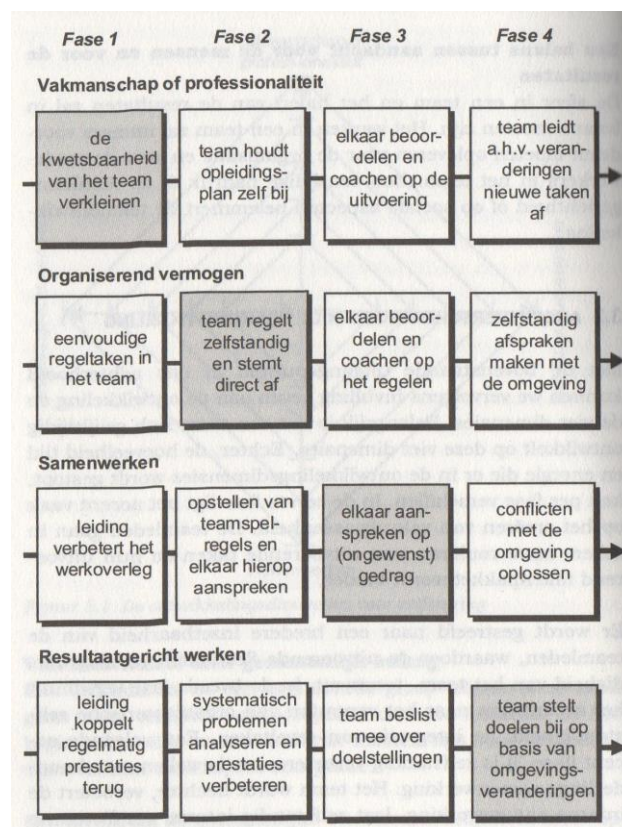 Fase 1 Fase 2 Fase 3 Fase 4
Vakmanschap of professionaliteit
de
kwetsbaarheid
van het team
verkleinen
team houdt
opleidings-
plan zelf bij
elkaar beoor-
delen en
coachen op de
uitvoering
team leidt
a.h.v. veran-
deringen
nieuwe taken
af
Organiserend vermogen
eenvoudige
regeltaken in
het team
team regelt
zelfstandig
en stemt
direct af
elkaar beoor-
delen en
coachen op
het regelen
zelfstandig
afspraken
maken met
de omgeving
Samenwerken
leiding
verbetert het
werkoverleg
opstellen van
teamspel-
regels en
elkaar hierop
aanspreken
elkaar aan-
spreken op
(ongewenst)
gedrag
conflicten
met de
omgeving
oplossen
Resultaatgericht werken
leiding
koppelt
regelmatig
prestaties
terug
systematisch
problemen
analyseren en
prestaties
verbeteren
team beslist
mee over
doelstellingen
team stelt
doelen bij op
basis van
omgevings-
veranderingen